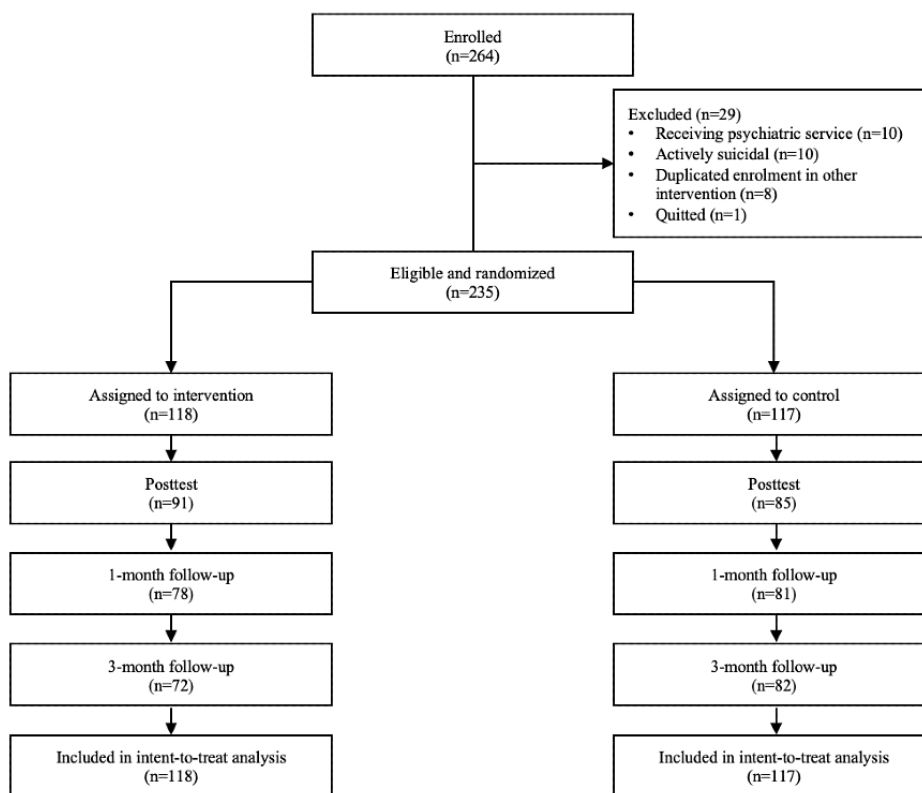 Enrolled
(n=264)
Excluded (n=29)
• Receiving psychiatric service (n=10)
• Actively suicidal (n=10)
• Duplicated enrolment in other
intervention (n=8)
• Quitted (n=1)
Eligible and randomized
(n=235)
Assigned to intervention
(n=118)
Assigned to control
(n=117)
Posttest
(n=91)
Posttest
(n=85)
1-month follow-up
(n=78)
1-month follow-up
(n=81)
3-month follow-up
(n=72)
3-month follow-up
(n=82)
Included in intent-to-treat analysis
(n=118)
Included in intent-to-treat analysis
(n=117)